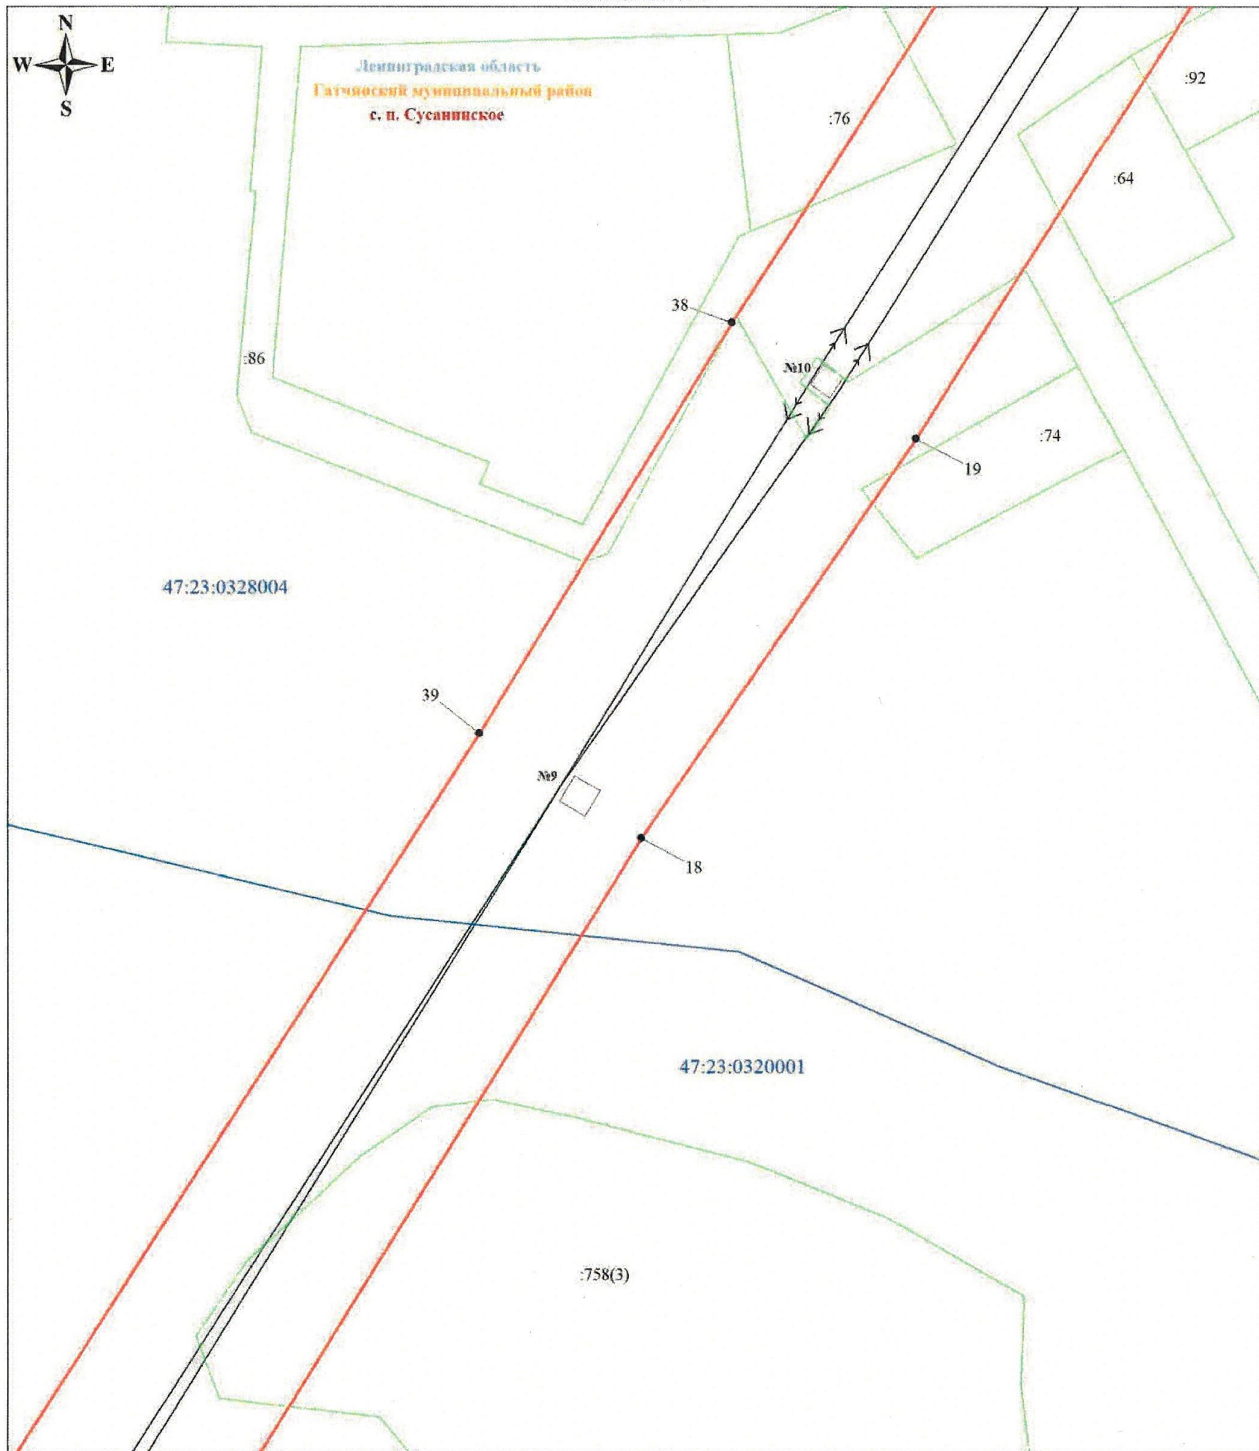 N
W E
S
Ленинградская область
Гатчинский муниципальный район
с. п. Сусанинское
:92
:76
:64
38
:86
№10
:74
19
47:23:0328004
39
№9
18
47:23:0320001
:758(3)